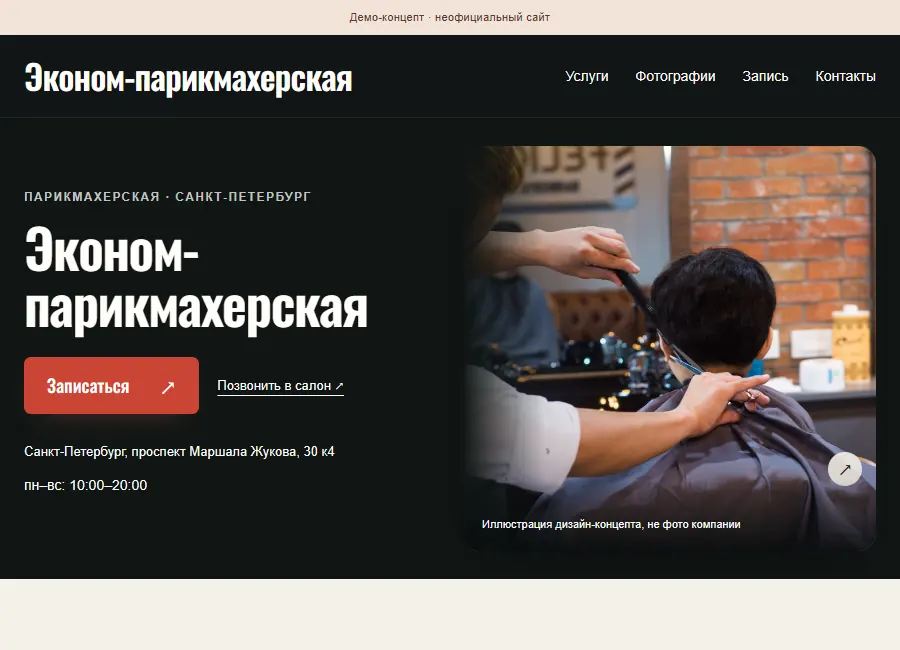 Демо-концепт · неофициальный сайт
Эконом-парикмахерская
Услуги Фотографии Запись Контакты
ПАРИКМАХЕРСКАЯ · САНКТ-ПЕТЕРБУРГ
Эконом-
парикмахерская
Записаться ↗
Позвонить в салон ↗
Санкт-Петербург, проспект Маршала Жукова, 30 к4
пн–вс: 10:00–20:00
Иллюстрация дизайн-концепта, не фото компании